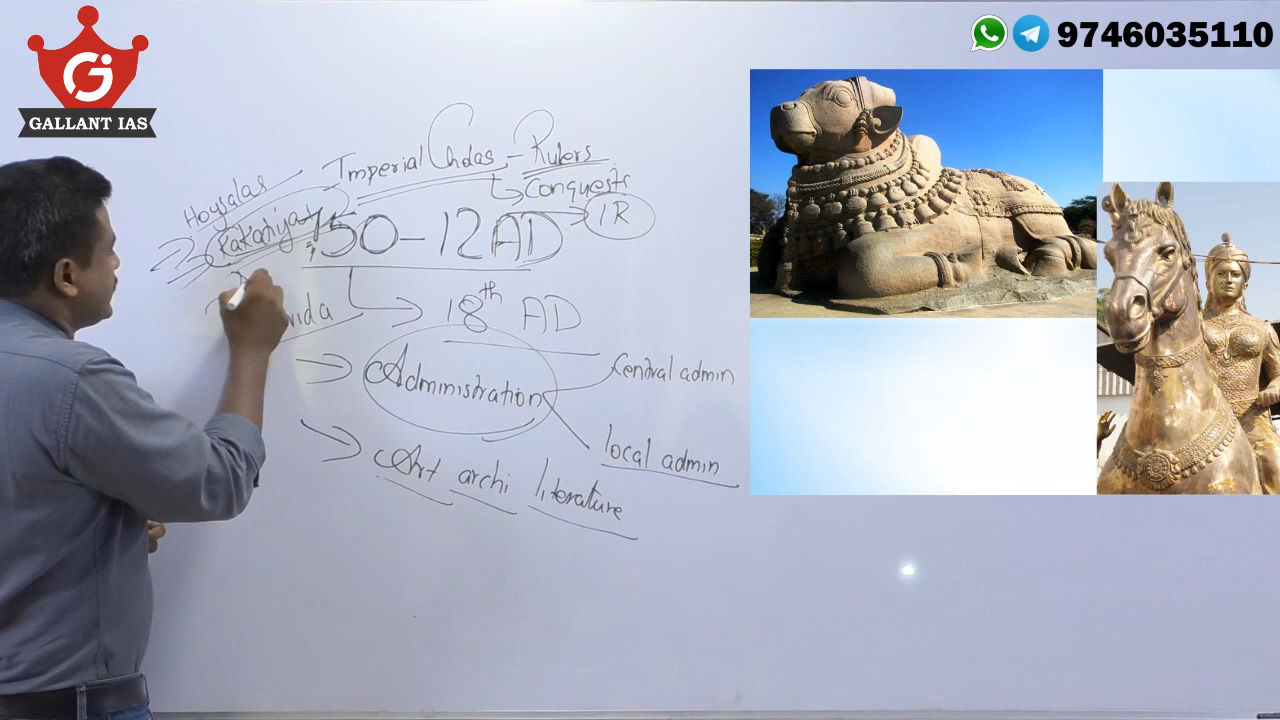 GALLANT IAS
9746035110
Imperial Cholas - Rulers
Conquests
Hoysalas
Kakatiya
750-12AD
IR
18th AD
Administration
Central admin
local admin
Art archi literature